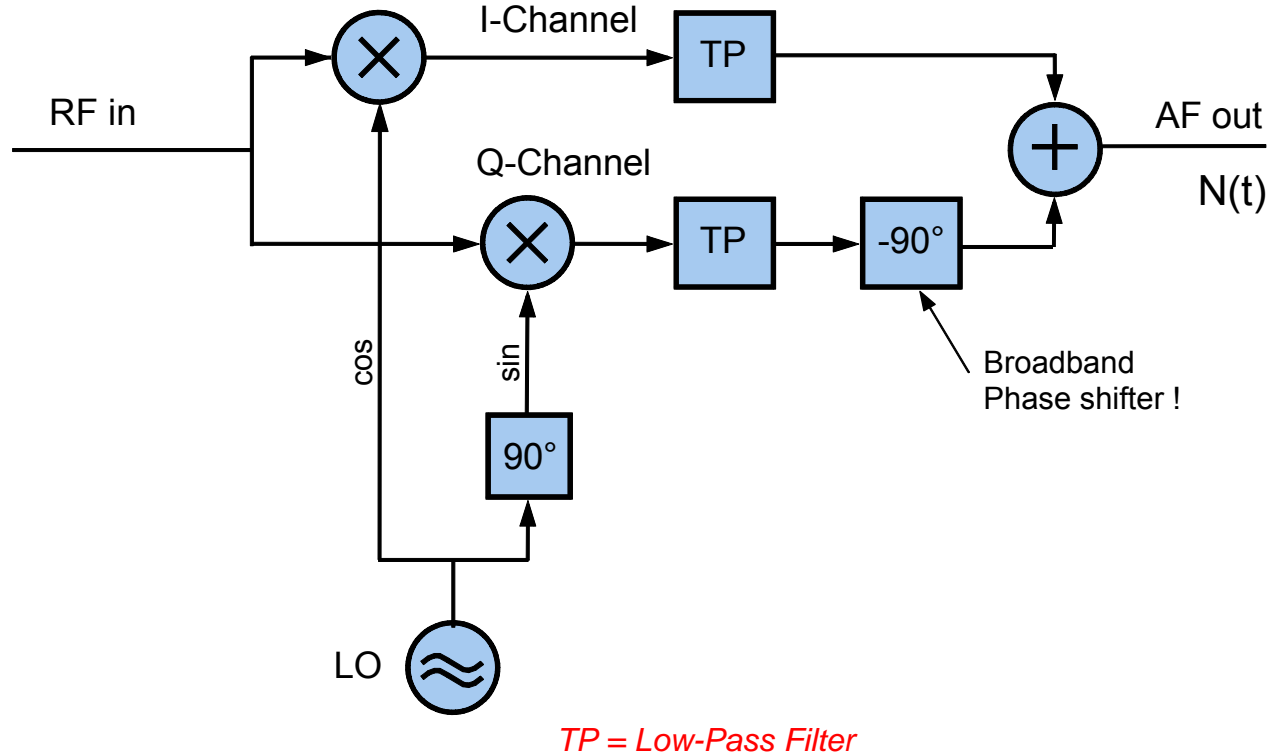 I-Channel
TP
RF in
AF out
+
Q-Channel
N(t)
TP
-90°
cos
sin
Broadband
Phase shifter !
90°
LO
TP = Low-Pass Filter